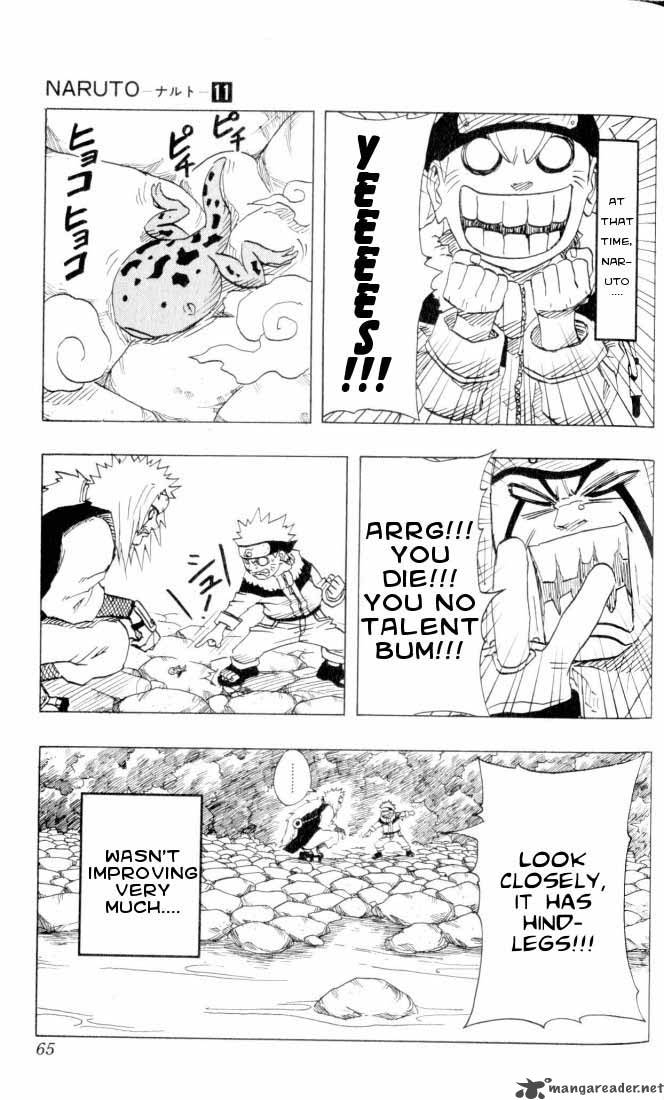 NARUTO —ナルト— 11
AT
THAT
TIME,
NAR-
UTO
....
YEEEEES!!!
ピチ
ピチ
ヒョコ
ヒョコ
ARRG!!!
YOU
DIE!!!
YOU NO
TALENT
BUM!!!
シュ!
LOOK
CLOSELY,
IT HAS
HIND-
LEGS!!!
........
WASN'T
IMPROVING
VERY
MUCH....
65
mangareader.net